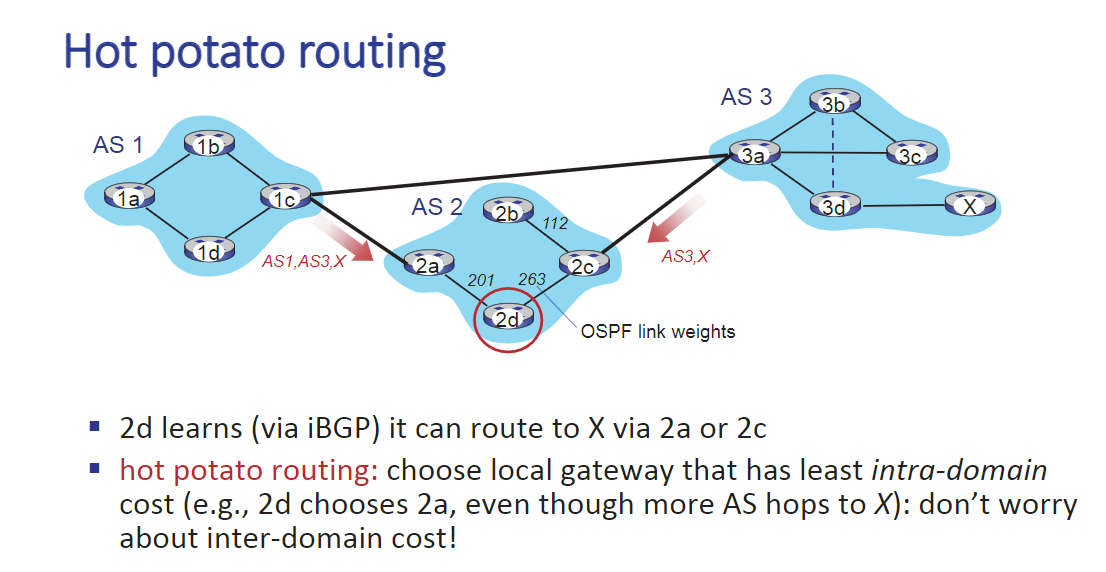 Hot potato routing
AS 3
3b
AS 1
1b
3a
3c
1a
1c
AS 2
2b
3d
X
112
1d
AS1,AS3,X
2a
2c
AS3,X
201
263
2d
OSPF link weights
▪ 2d learns (via iBGP) it can route to X via 2a or 2c
▪ hot potato routing: choose local gateway that has least intra-domain
cost (e.g., 2d chooses 2a, even though more AS hops to X): don’t worry
about inter-domain cost!